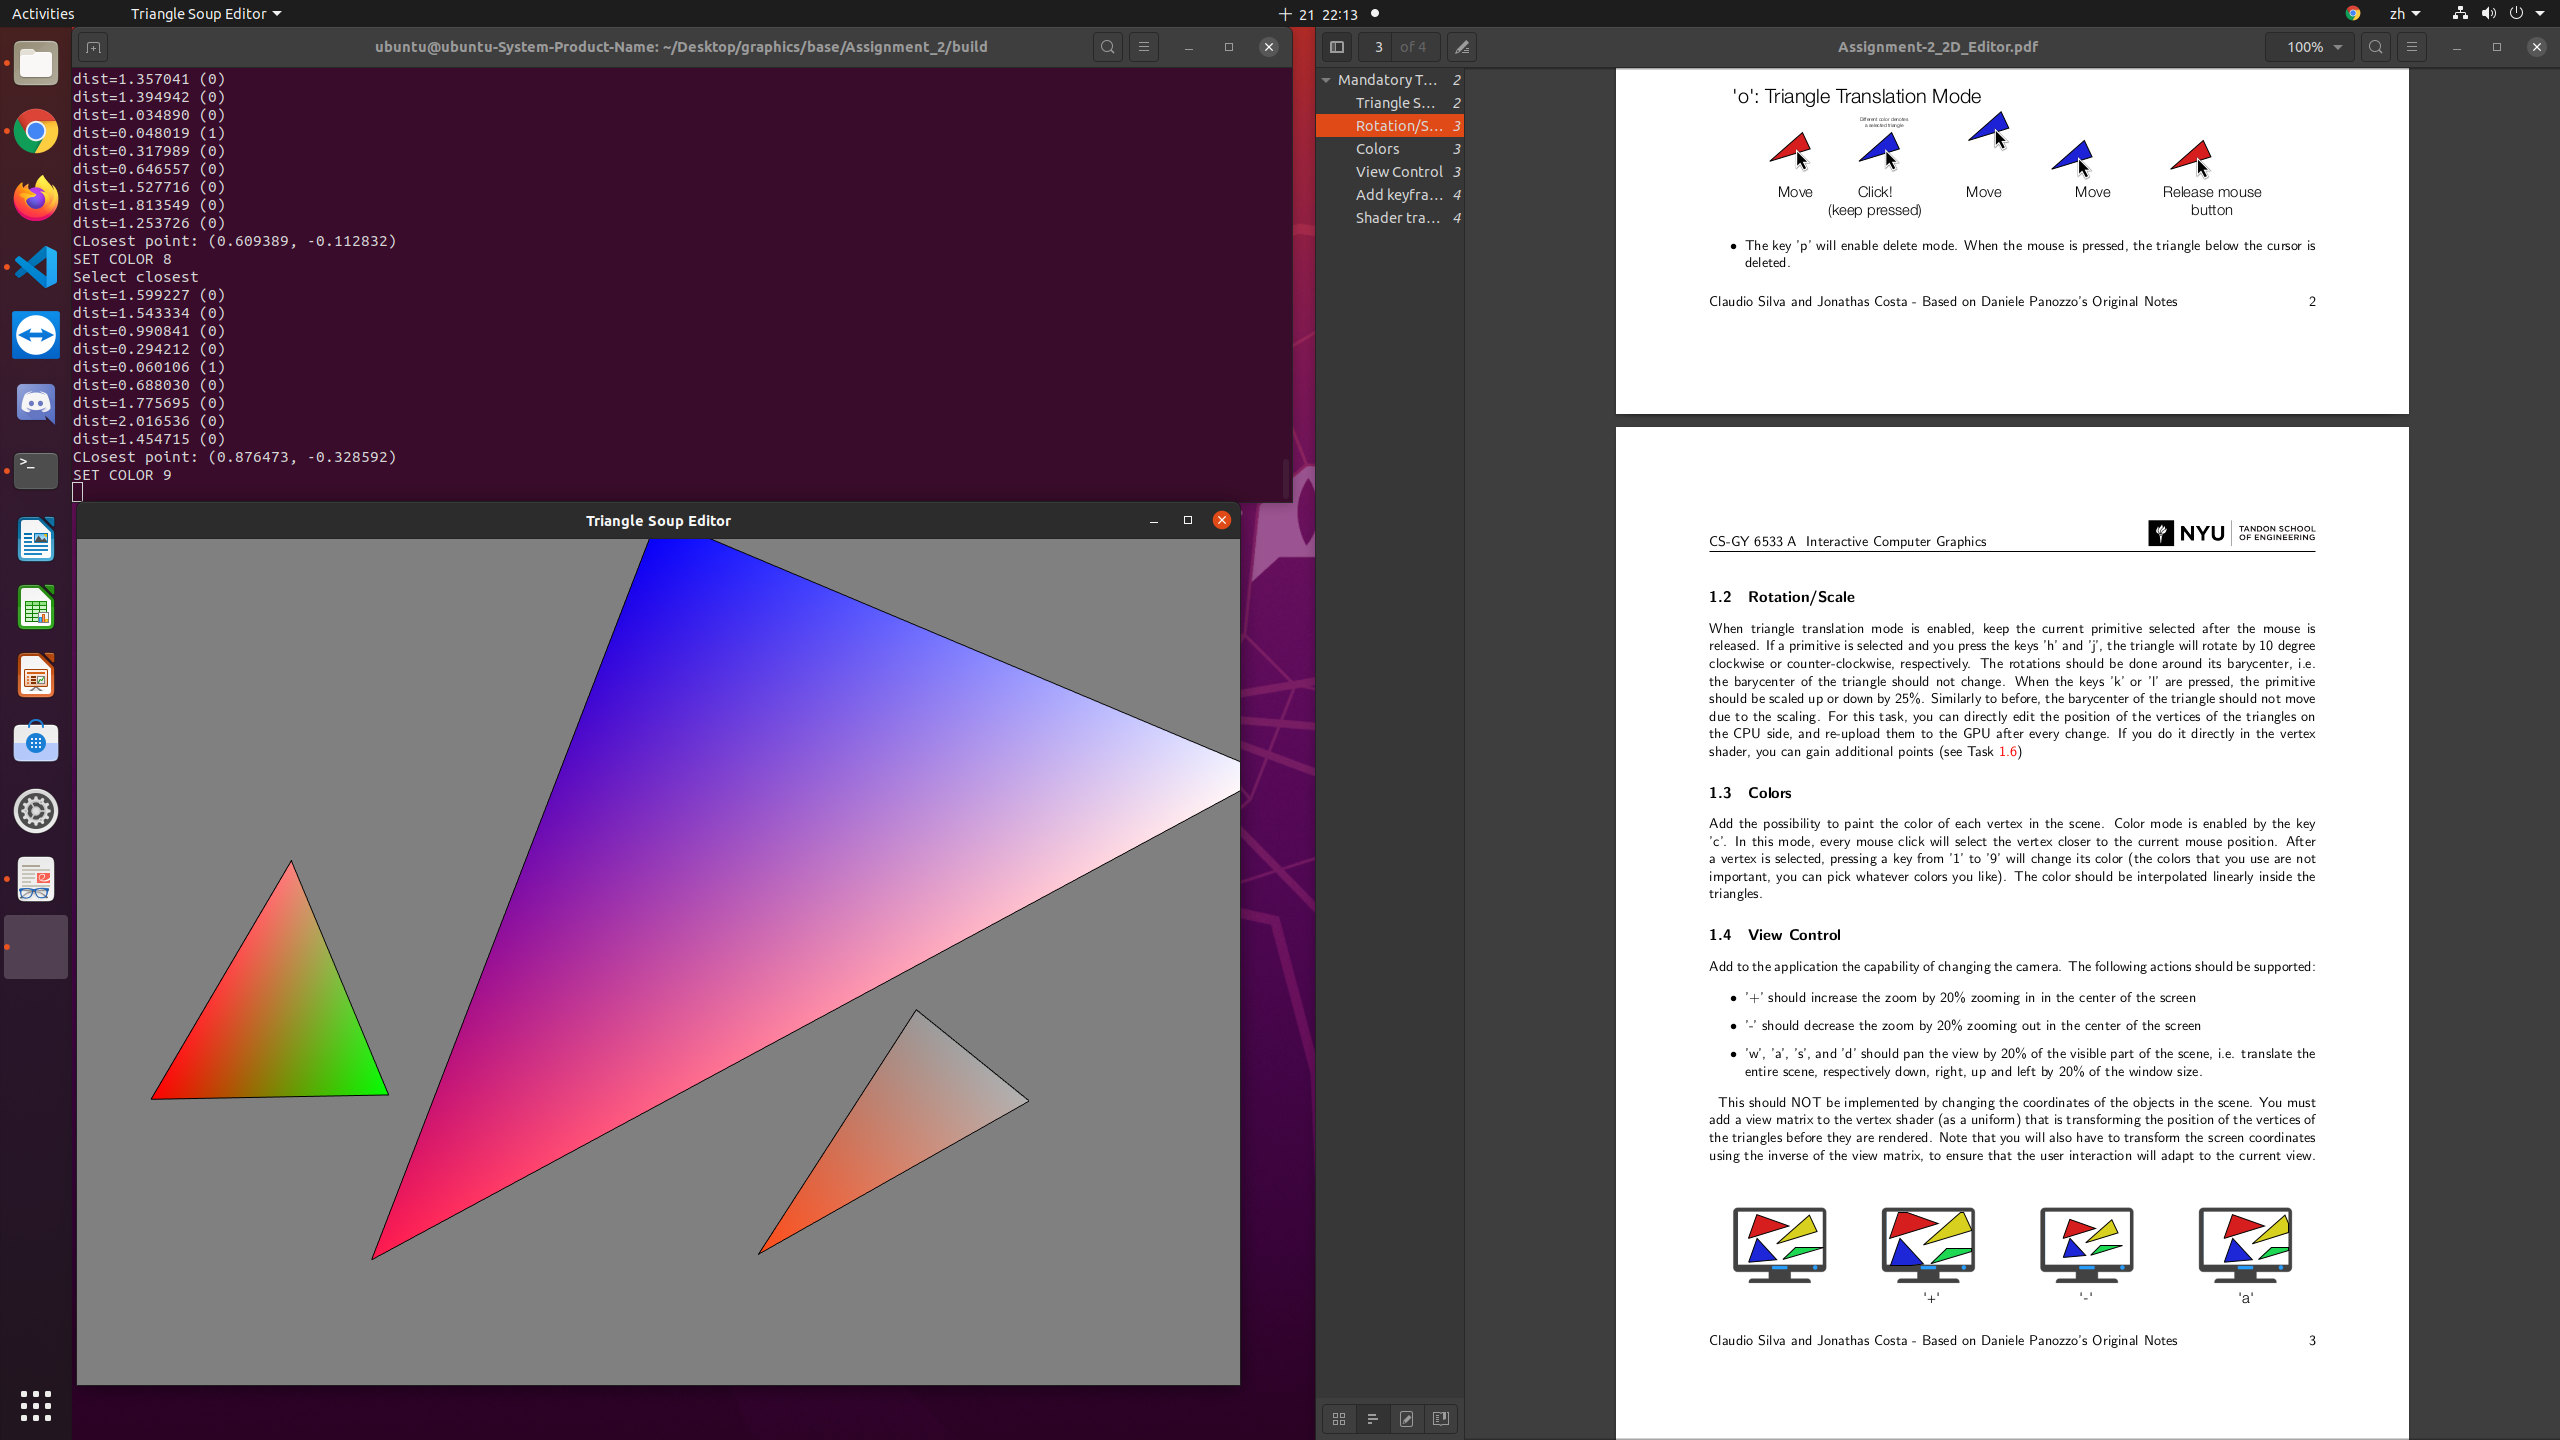 Activities
Triangle Soup Editor
十 21 22:13
zh
ubuntu@ubuntu-System-Product-Name: ~/Desktop/graphics/base/Assignment_2/build
dist=1.357041 (0)
dist=1.394942 (0)
dist=1.034890 (0)
dist=0.048019 (1)
dist=0.317989 (0)
dist=0.646557 (0)
dist=1.527716 (0)
dist=1.813549 (0)
dist=1.253726 (0)
CLosest point: (0.609389, -0.112832)
SET COLOR 8
Select closest
dist=1.599227 (0)
dist=1.543334 (0)
dist=0.990841 (0)
dist=0.294212 (0)
dist=0.060106 (1)
dist=0.688030 (0)
dist=1.775695 (0)
dist=2.016536 (0)
dist=1.454715 (0)
CLosest point: (0.876473, -0.328592)
SET COLOR 9
Triangle Soup Editor
3 of 4
Assignment-2_2D_Editor.pdf
100%
Mandatory T... 2
Triangle S... 2
Rotation/S... 3
Colors 3
View Control 3
Add keyfra... 4
Shader tra... 4
'o': Triangle Translation Mode
Different color denotes
a selected triangle
Move
Click!
(keep pressed)
Move
Move
Release mouse
button
• The key 'p' will enable delete mode. When the mouse is pressed, the triangle below the cursor is
deleted.
Claudio Silva and Jonathas Costa - Based on Daniele Panozzo's Original Notes 2
CS-GY 6533 A Interactive Computer Graphics
NYU
TANDON SCHOOL
OF ENGINEERING
1.2 Rotation/Scale
When triangle translation mode is enabled, keep the current primitive selected after the mouse is
released. If a primitive is selected and you press the keys 'h' and 'j', the triangle will rotate by 10 degree
clockwise or counter-clockwise, respectively. The rotations should be done around its barycenter, i.e.
the barycenter of the triangle should not change. When the keys 'k' or 'l' are pressed, the primitive
should be scaled up or down by 25%. Similarly to before, the barycenter of the triangle should not move
due to the scaling. For this task, you can directly edit the position of the vertices of the triangles on
the CPU side, and re-upload them to the GPU after every change. If you do it directly in the vertex
shader, you can gain additional points (see Task 1.6)
1.3 Colors
Add the possibility to paint the color of each vertex in the scene. Color mode is enabled by the key
'c'. In this mode, every mouse click will select the vertex closer to the current mouse position. After
a vertex is selected, pressing a key from '1' to '9' will change its color (the colors that you use are not
important, you can pick whatever colors you like). The color should be interpolated linearly inside the
triangles.
1.4 View Control
Add to the application the capability of changing the camera. The following actions should be supported:
• '+' should increase the zoom by 20% zooming in in the center of the screen
• '-' should decrease the zoom by 20% zooming out in the center of the screen
• 'w', 'a', 's', and 'd' should pan the view by 20% of the visible part of the scene, i.e. translate the
entire scene, respectively down, right, up and left by 20% of the window size.
This should NOT be implemented by changing the coordinates of the objects in the scene. You must
add a view matrix to the vertex shader (as a uniform) that is transforming the position of the vertices of
the triangles before they are rendered. Note that you will also have to transform the screen coordinates
using the inverse of the view matrix, to ensure that the user interaction will adapt to the current view.
'+'
'-'
'a'
Claudio Silva and Jonathas Costa - Based on Daniele Panozzo's Original Notes 3